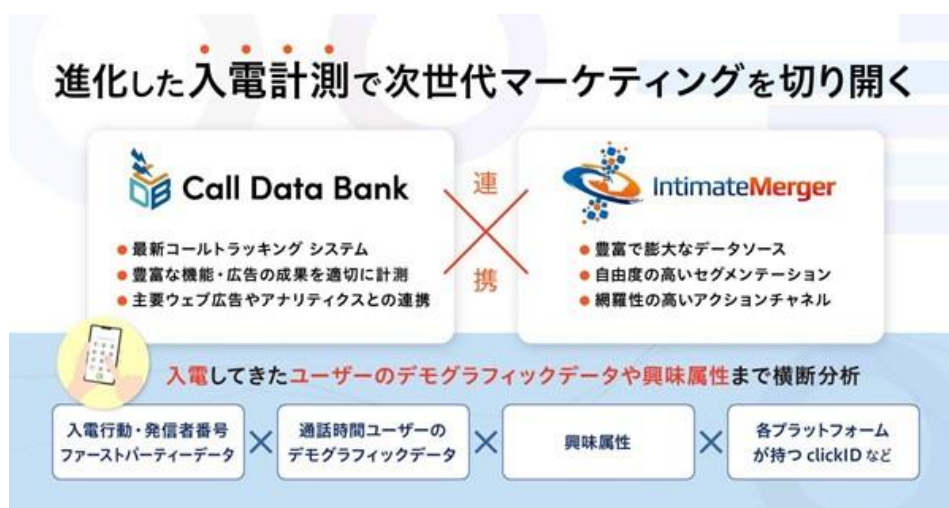 進化した入電計測で次世代マーケティングを切り開く
Call Data Bank
●最新コールトラッキング システム
●豊富な機能・広告の成果を適切に計測
●主要ウェブ広告やアナリティクスとの連携
連
携
IntimateMerger
●豊富で膨大なデータソース
●自由度の高いセグメンテーション
●網羅性の高いアクションチャネル
入電してきたユーザーのデモグラフィックデータや興味属性まで横断分析
入電行動・発信者番号
ファーストパーティーデータ
×
通話時間ユーザーの
デモグラフィックデータ
×
興味属性
×
各プラットフォーム
が持つ clickID など